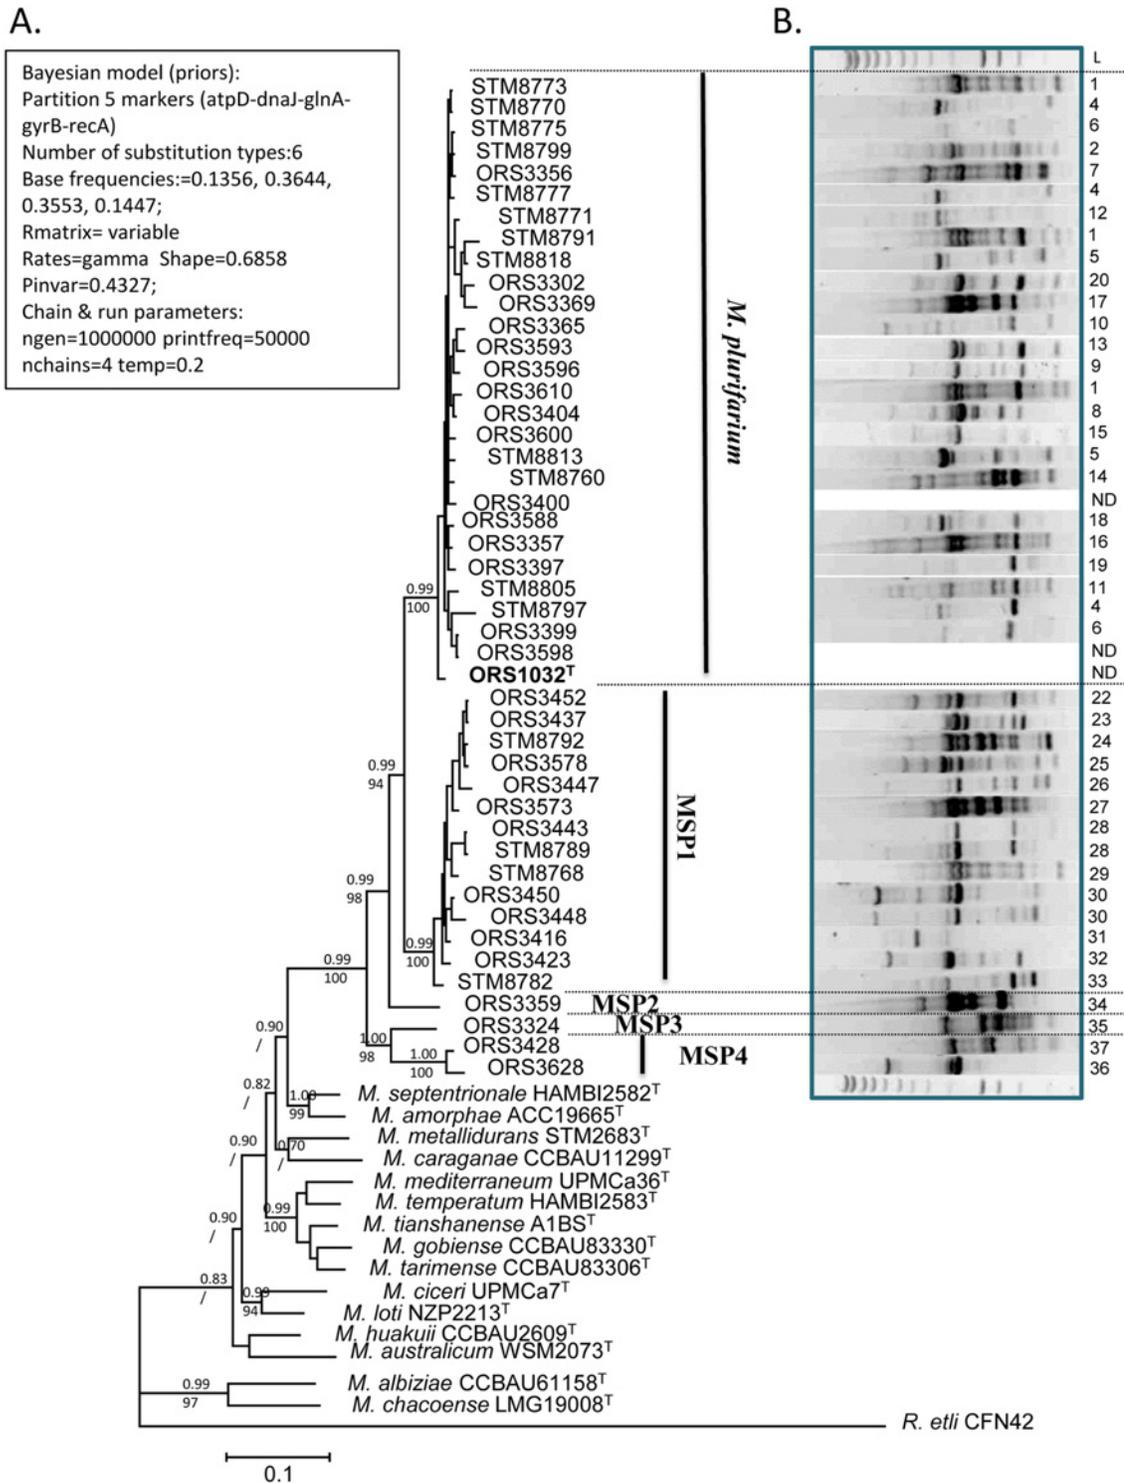 A.
B.
Bayesian model (priors):
Partition 5 markers (atpD-dnaJ-glnA-
gyrB-recA)
Number of substitution types:6
Base frequencies:=0.1356, 0.3644,
0.3553, 0.1447;
Rmatrix= variable
Rates=gamma Shape=0.6858
Pinvar=0.4327;
Chain & run parameters:
ngen=1000000 printfreq=50000
nchains=4 temp=0.2
L
STM8773 1
STM8770 4
STM8775 6
STM8799 2
ORS3356 7
STM8777 4
STM8771 12
STM8791 1
STM8818 5
ORS3302 20
ORS3369 17
ORS3365 10
ORS3593 13
ORS3596 9
ORS3610 1
ORS3404 8
ORS3600 15
STM8813 5
STM8760 14
ORS3400 ND
ORS3588 18
ORS3357 16
ORS3397 19
STM8805 11
STM8797 4
ORS3399 6
ORS3598 ND
ORS1032ᵀ ND
M. plurifarium
0.99
100
ORS3452 22
ORS3437 23
STM8792 24
ORS3578 25
ORS3447 26
ORS3573 27
ORS3443 28
STM8789 28
STM8768 29
ORS3450 30
ORS3448 30
ORS3416 31
ORS3423 32
STM8782 33
MSP1
0.99
94
0.99
98
0.99
100
0.99
100
ORS3359 MSP2 34
ORS3324 MSP3 35
ORS3428 37
ORS3628 36
MSP4
1.00
98
1.00
100
0.90
/
0.82
/
1.00
99
0.70
/
0.90
/
0.99
100
0.90
/
0.83
/
0.99
94
0.99
97
M. septentrionale HAMBI2582ᵀ
M. amorphae ACC19665ᵀ
M. metallidurans STM2683ᵀ
M. caraganae CCBAU11299ᵀ
M. mediterraneum UPMCa36ᵀ
M. temperatum HAMBI2583ᵀ
M. tianshanense A1BSᵀ
M. gobiense CCBAU83330ᵀ
M. tarimense CCBAU83306ᵀ
M. ciceri UPMCa7ᵀ
M. loti NZP2213ᵀ
M. huakuii CCBAU2609ᵀ
M. australicum WSM2073ᵀ
M. albiziae CCBAU61158ᵀ
M. chacoense LMG19008ᵀ
R. etli CFN42
0.1